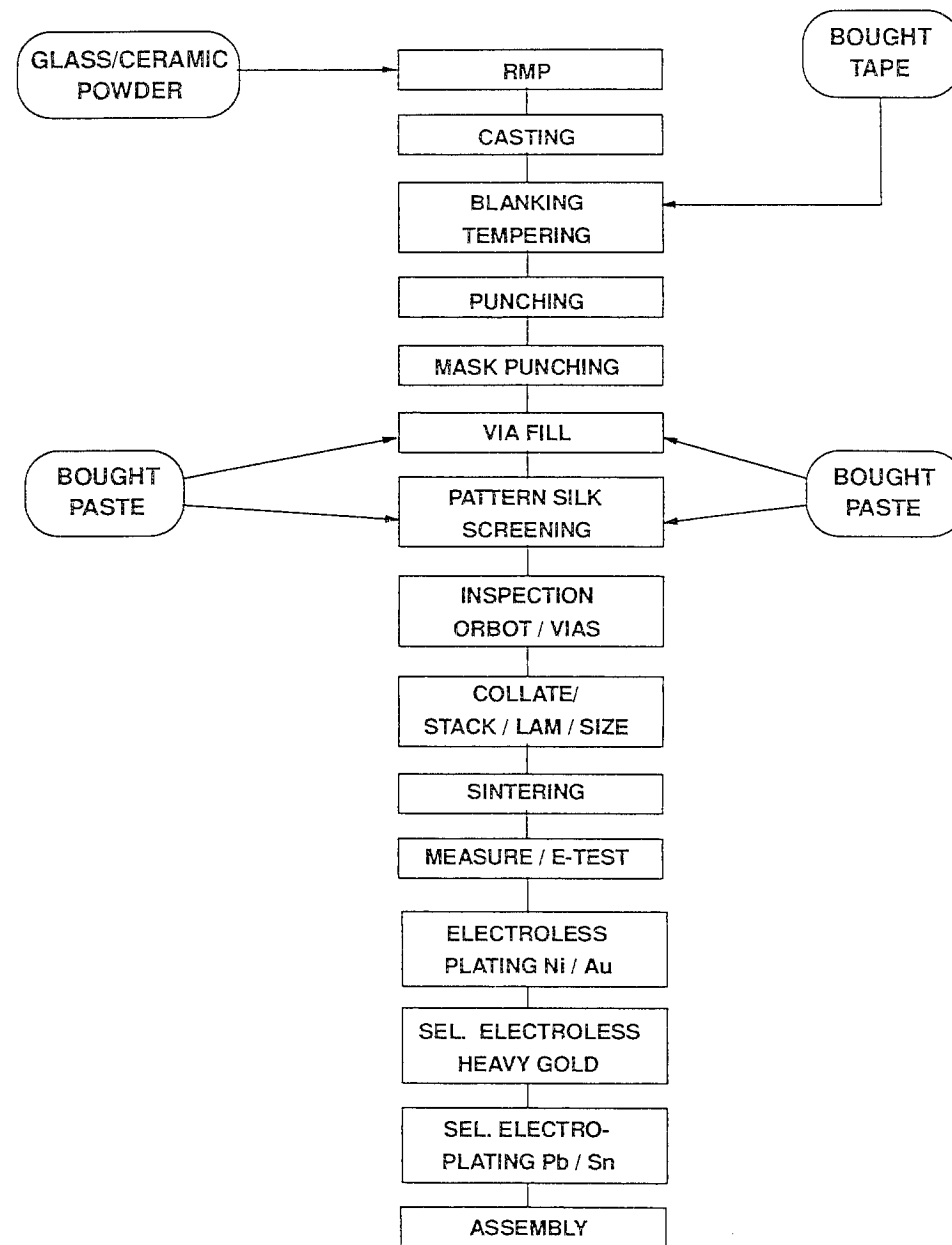 GLASS/CERAMIC
POWDER
BOUGHT
TAPE
RMP
CASTING
BLANKING
TEMPERING
PUNCHING
MASK PUNCHING
VIA FILL
BOUGHT
PASTE
BOUGHT
PASTE
PATTERN SILK
SCREENING
INSPECTION
ORBOT / VIAS
COLLATE/
STACK / LAM / SIZE
SINTERING
MEASURE / E-TEST
ELECTROLESS
PLATING Ni / Au
SEL. ELECTROLESS
HEAVY GOLD
SEL. ELECTRO-
PLATING Pb / Sn
ASSEMBLY